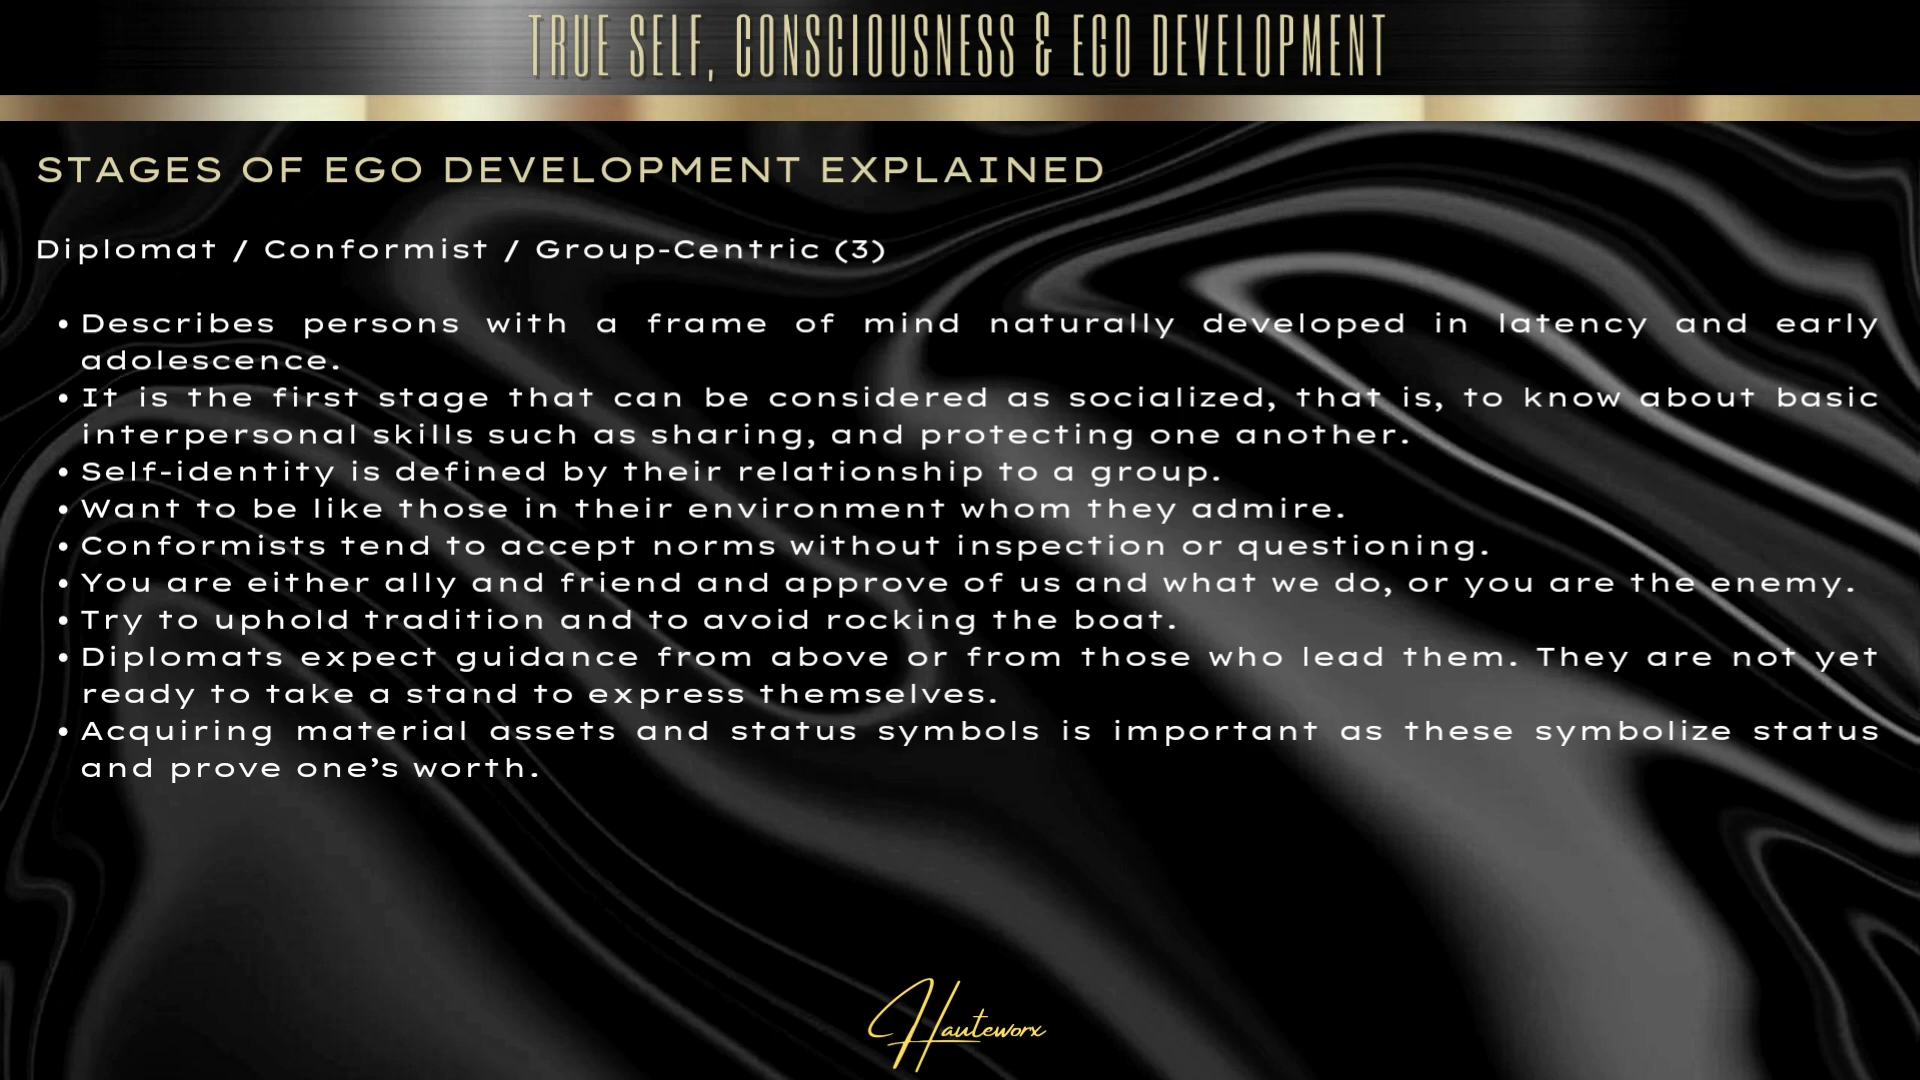 TRUE SELF, CONSCIOUSNESS & EGO DEVELOPMENT
STAGES OF EGO DEVELOPMENT EXPLAINED
Diplomat / Conformist / Group-Centric (3)
• Describes persons with a frame of mind naturally developed in latency and early
adolescence.
• It is the first stage that can be considered as socialized, that is, to know about basic
interpersonal skills such as sharing, and protecting one another.
• Self-identity is defined by their relationship to a group.
• Want to be like those in their environment whom they admire.
• Conformists tend to accept norms without inspection or questioning.
• You are either ally and friend and approve of us and what we do, or you are the enemy.
• Try to uphold tradition and to avoid rocking the boat.
• Diplomats expect guidance from above or from those who lead them. They are not yet
ready to take a stand to express themselves.
• Acquiring material assets and status symbols is important as these symbolize status
and prove one’s worth.
Hauteworx